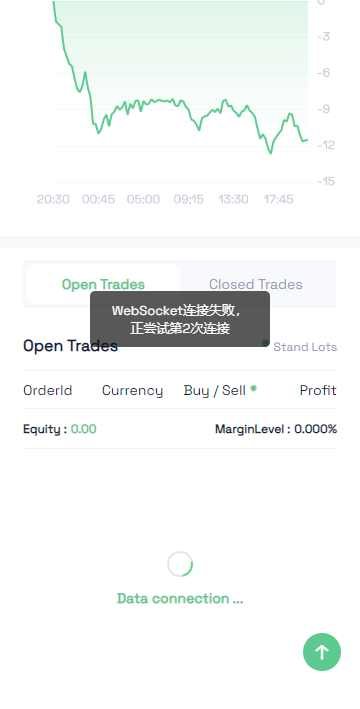 0
-3
-6
-9
-12
-15
20:30 00:45 05:00 09:15 13:30 17:45
Open Trades Closed Trades
WebSocket连接失败，
正尝试第2次连接
Open Trades Stand Lots
OrderId Currency Buy / Sell Profit
Equity : 0.00 MarginLevel : 0.000%
Data connection ...